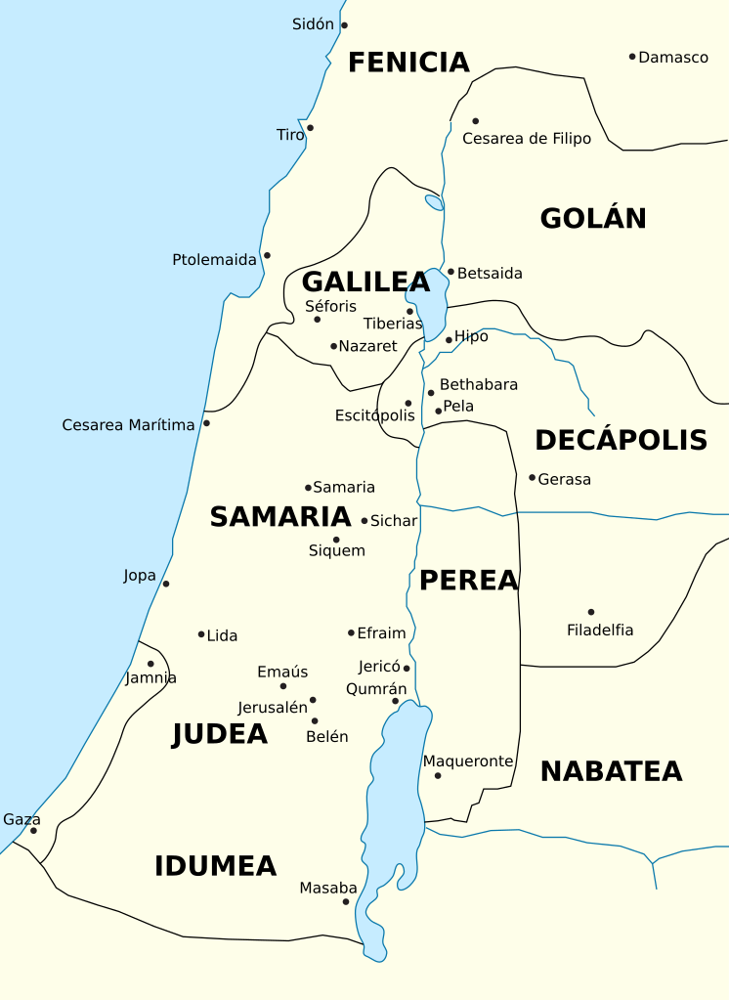 Sidón
FENICIA
Damasco
Tiro
Cesarea de Filipo
GOLÁN
Ptolemaida
Betsaida
GALILEA
Séforis
Tiberias
Hipo
Nazaret
Bethabara
Pela
Escitópolis
Cesarea Marítima
DECÁPOLIS
Gerasa
Samaria
SAMARIA
Sichar
Siquem
Jopa
PEREA
Filadelfia
Lida
Efraim
Jericó
Emaús
Jamnia
Qumrán
Jerusalén
JUDEA
Belén
Maqueronte
NABATEA
Gaza
IDUMEA
Masaba